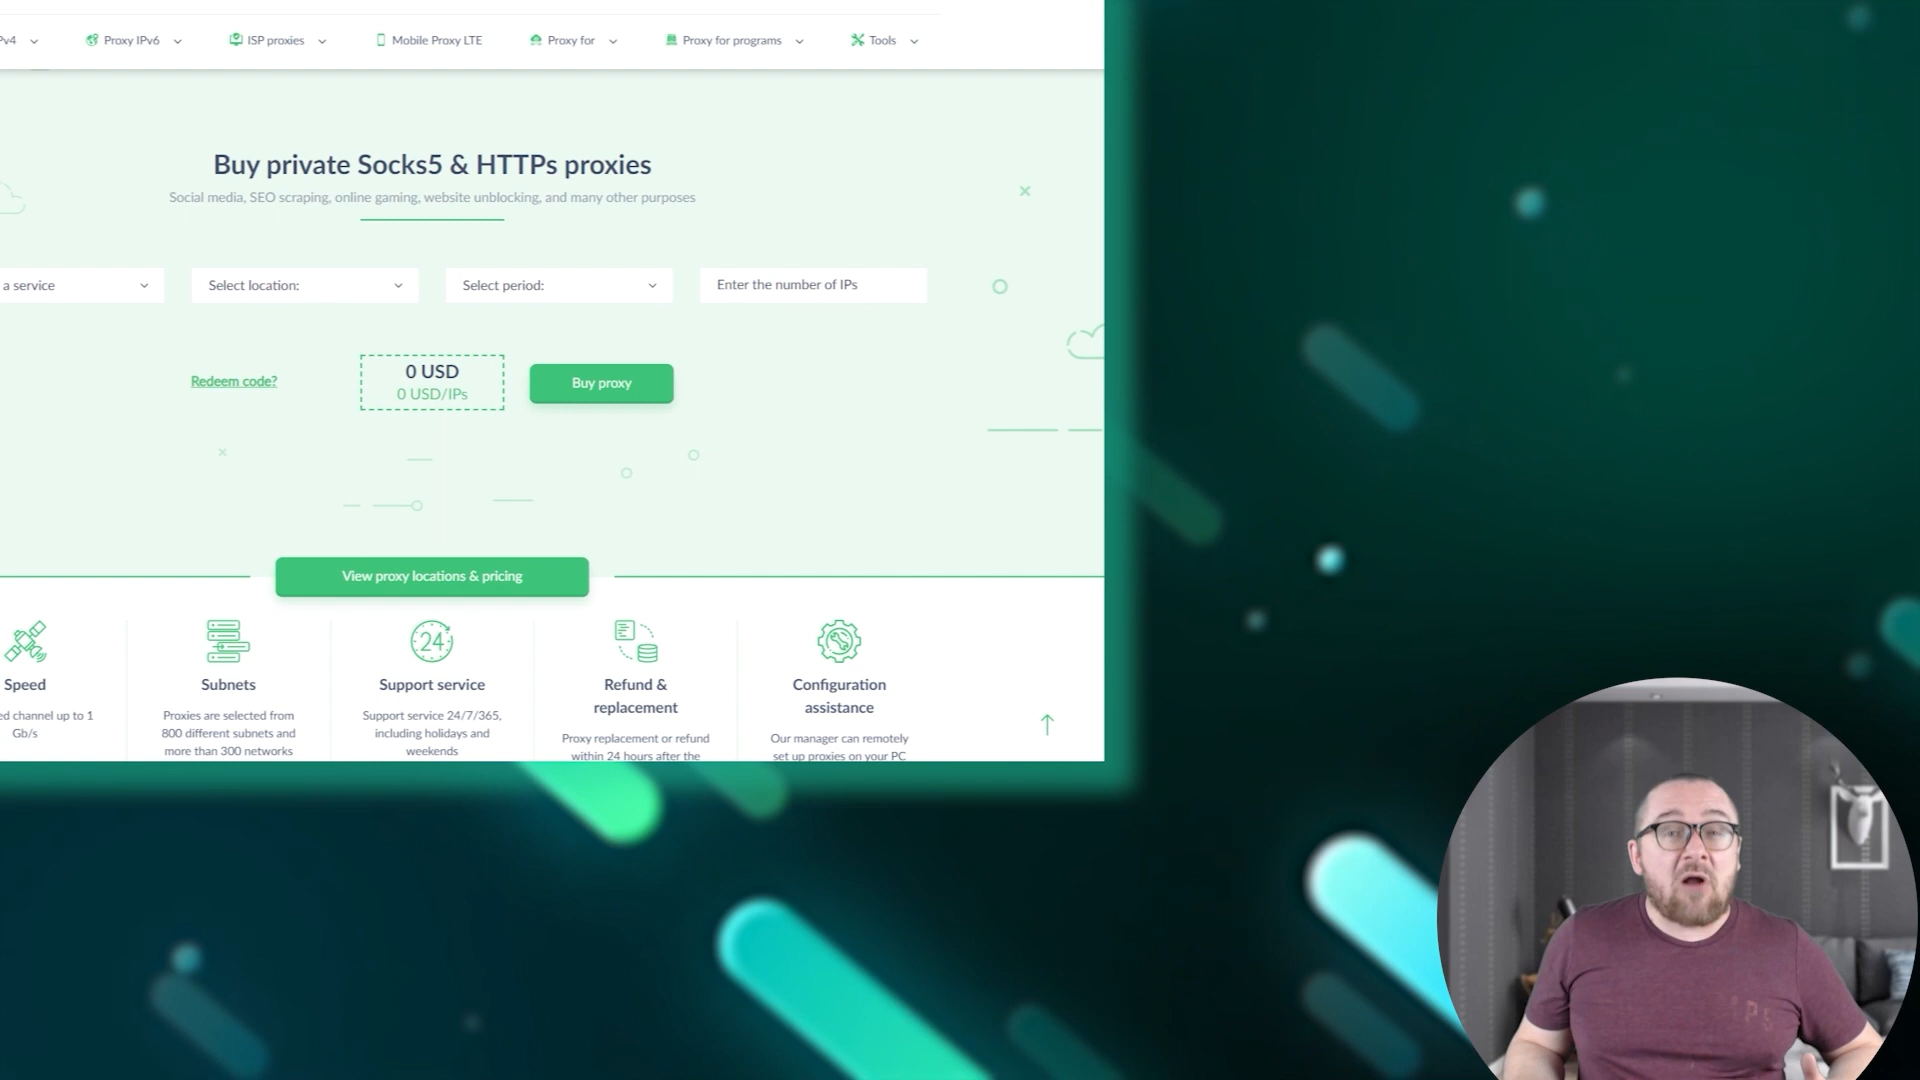 Pv4 Proxy IPv6 ISP proxies Mobile Proxy LTE Proxy for Proxy for programs Tools
Buy private Socks5 & HTTPs proxies
Social media, SEO scraping, online gaming, website unblocking, and many other purposes
a service Select location: Select period: Enter the number of IPs
Redeem code? 0 USD Buy proxy
0 USD/IPs
View proxy locations & pricing
24
Speed
ed channel up to 1
Gb/s
Subnets
Proxies are selected from
800 different subnets and
more than 300 networks
Support service
Support service 24/7/365,
including holidays and
weekends
Refund &
replacement
Proxy replacement or refund
within 24 hours after the
Configuration
assistance
Our manager can remotely
set up proxies on your PC